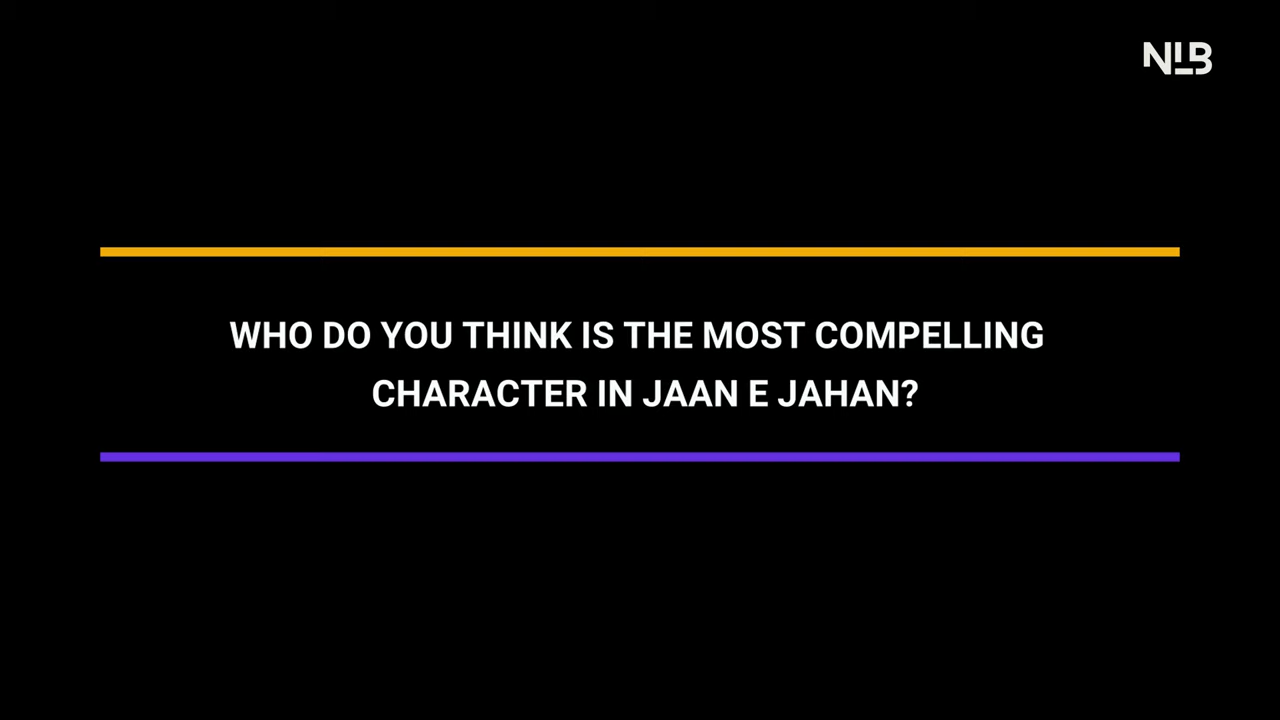 NLB
WHO DO YOU THINK IS THE MOST COMPELLING
CHARACTER IN JAAN E JAHAN?